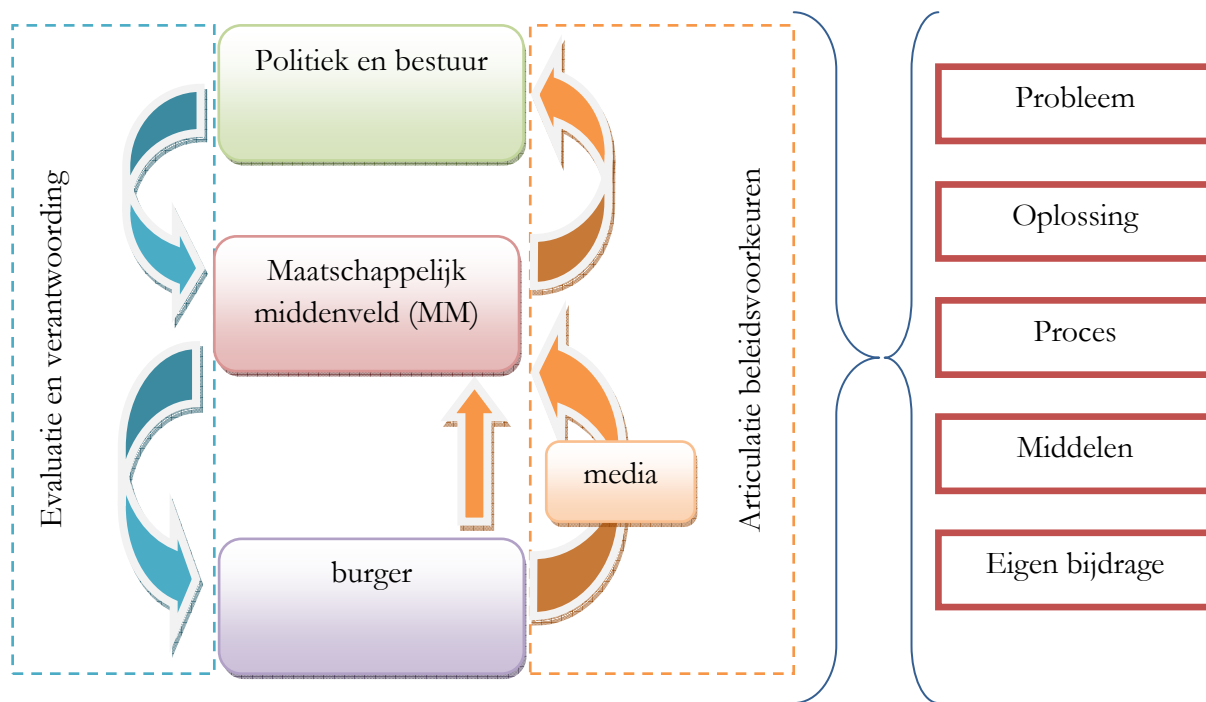 Evaluatie en verantwoording
Politiek en bestuur
Maatschappelijk
middenveld (MM)
burger
media
Articulatie beleidsvoorkeuren
Probleem
Oplossing
Proces
Middelen
Eigen bijdrage